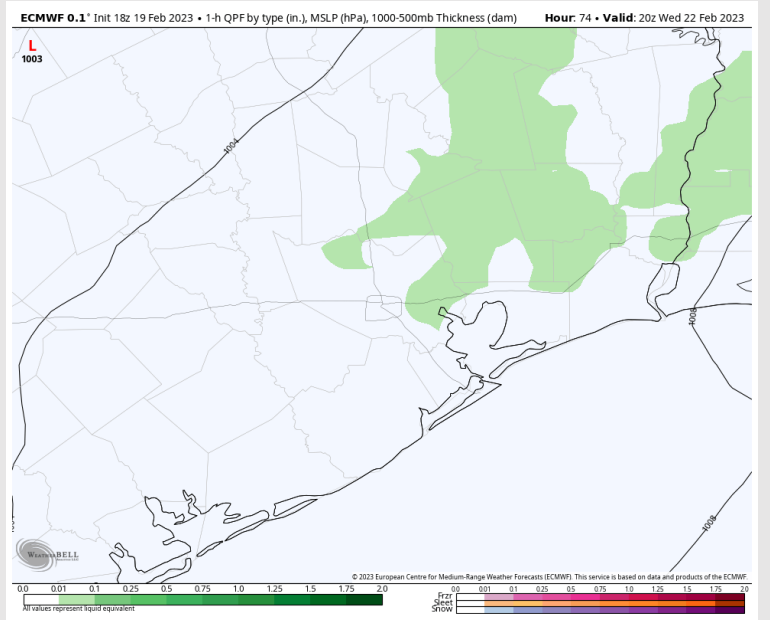 ECMWF 0.1° Init 18z 19 Feb 2023 • 1-h QPF by type (in.), MSLP (hPa), 1000-500mb Thickness (dam) Hour: 74 • Valid: 20z Wed 22 Feb 2023
L
1003
1004
1008
1008
WEATHERBELL
© 2023 European Centre for Medium-Range Weather Forecasts (ECMWF). This service is based on data and products of the ECMWF.
0.0 0.01 0.1 0.25 0.5 0.75 1.0 1.25 1.5 1.75 2.0
All values represent liquid equivalent
0.0 0.01 0.1 0.25 0.5 0.75 1.0 1.25 1.5 1.75 2.0
Frzr
Sleet
Snow